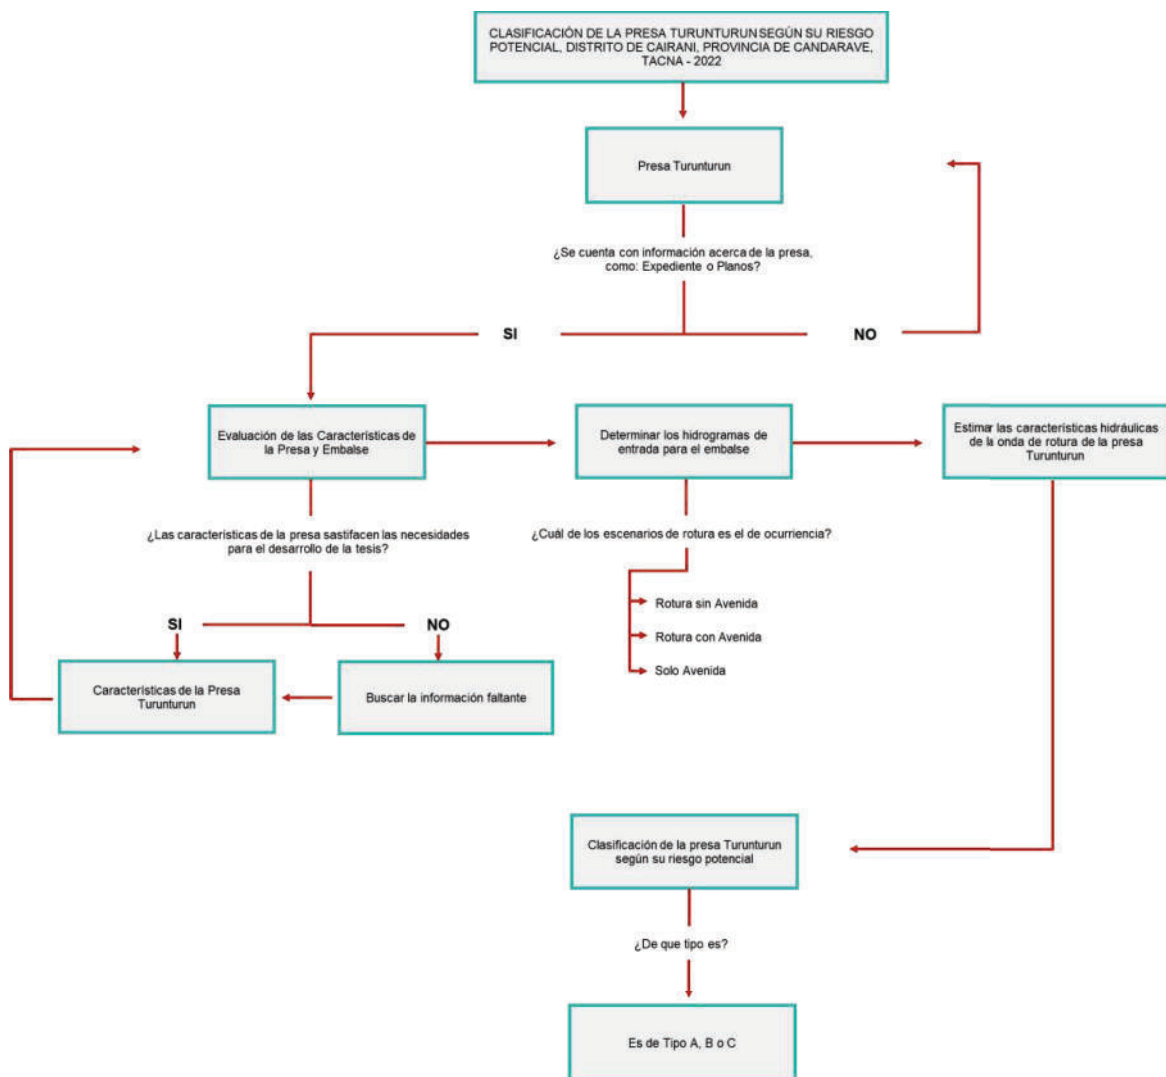 CLASIFICACIÓN DE LA PRESA TURUNTURUN SEGÚN SU RIESGO
POTENCIAL, DISTRITO DE CAIRANI, PROVINCIA DE CANDARAVE,
TACNA - 2022
Presa Turunturun
¿Se cuenta con información acerca de la presa,
como: Expediente o Planos?
SI
NO
Evaluación de las Características de
la Presa y Embalse
Determinar los hidrogramas de
entrada para el embalse
Estimar las características hidráulicas
de la onda de rotura de la presa
Turunturun
¿Las características de la presa sastifacen las necesidades
para el desarrollo de la tesis?
¿Cuál de los escenarios de rotura es el de ocurriencia?
Rotura sin Avenida
Rotura con Avenida
Solo Avenida
SI
NO
Características de la Presa
Turunturun
Buscar la información faltante
Clasificación de la presa Turunturun
según su riesgo potencial
¿De que tipo es?
Es de Tipo A, B o C